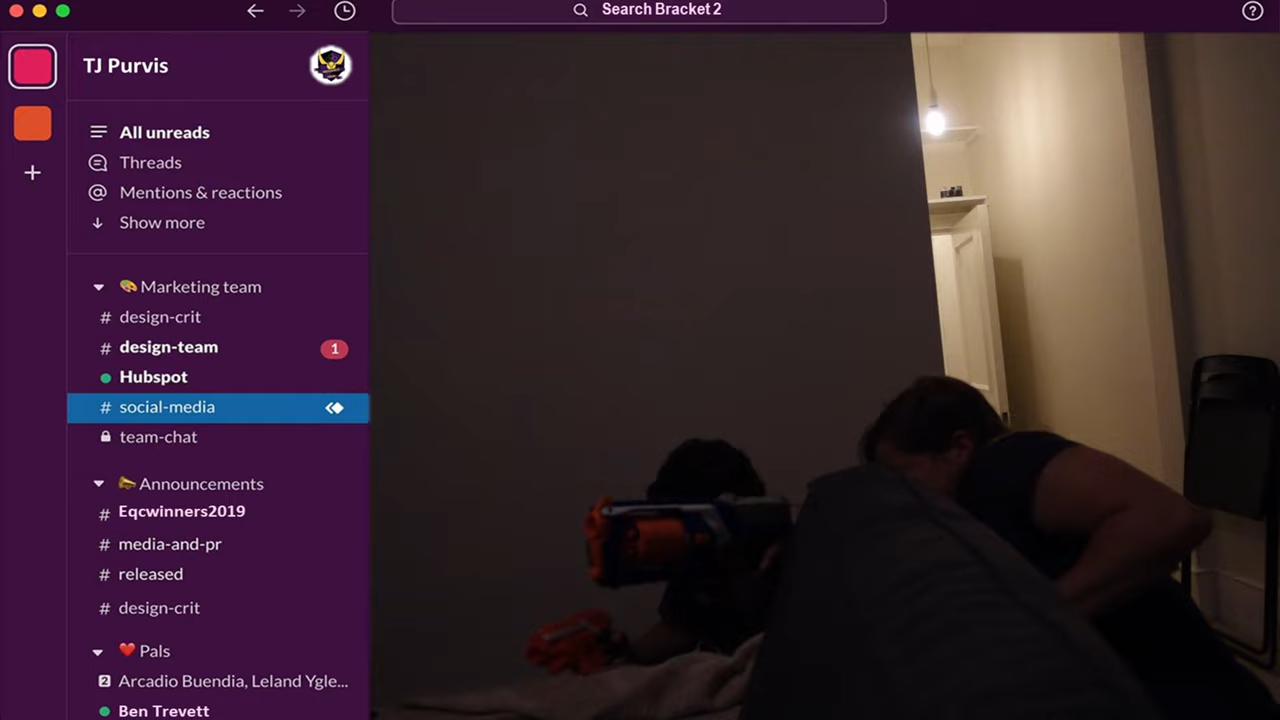 Search Bracket 2
TJ Purvis
All unreads
Threads
@ Mentions & reactions
Show more
Marketing team
# design-crit
# design-team 1
Hubspot
# social-media
team-chat
Announcements
# Eqcwinners2019
# media-and-pr
# released
# design-crit
Pals
2 Arcadio Buendia, Leland Ygle...
Ben Trevett